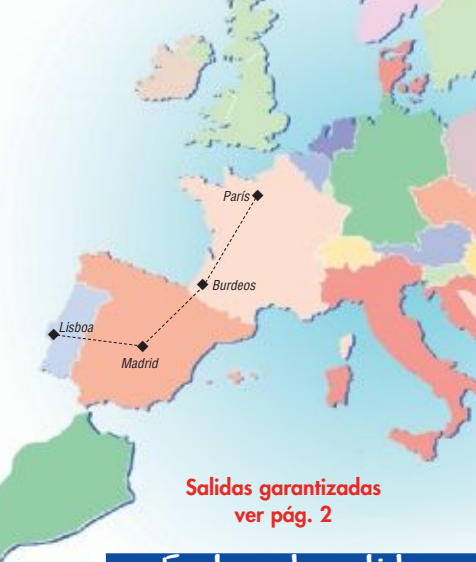 París
Burdeos
Lisboa
Madrid
Salidas garantizadas
ver pág. 2